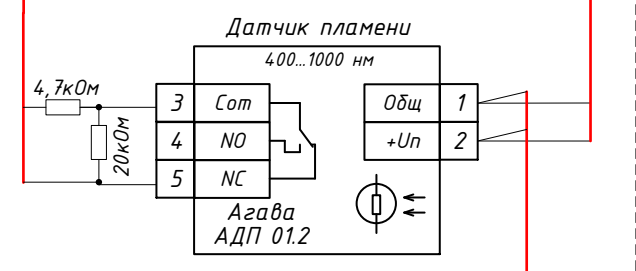 Датчик пламени
400...1000 нм
4,7кОм
20кОм
3 Com
4 NO
5 NC
Общ 1
+Uп 2
Агава
АДП 01.2